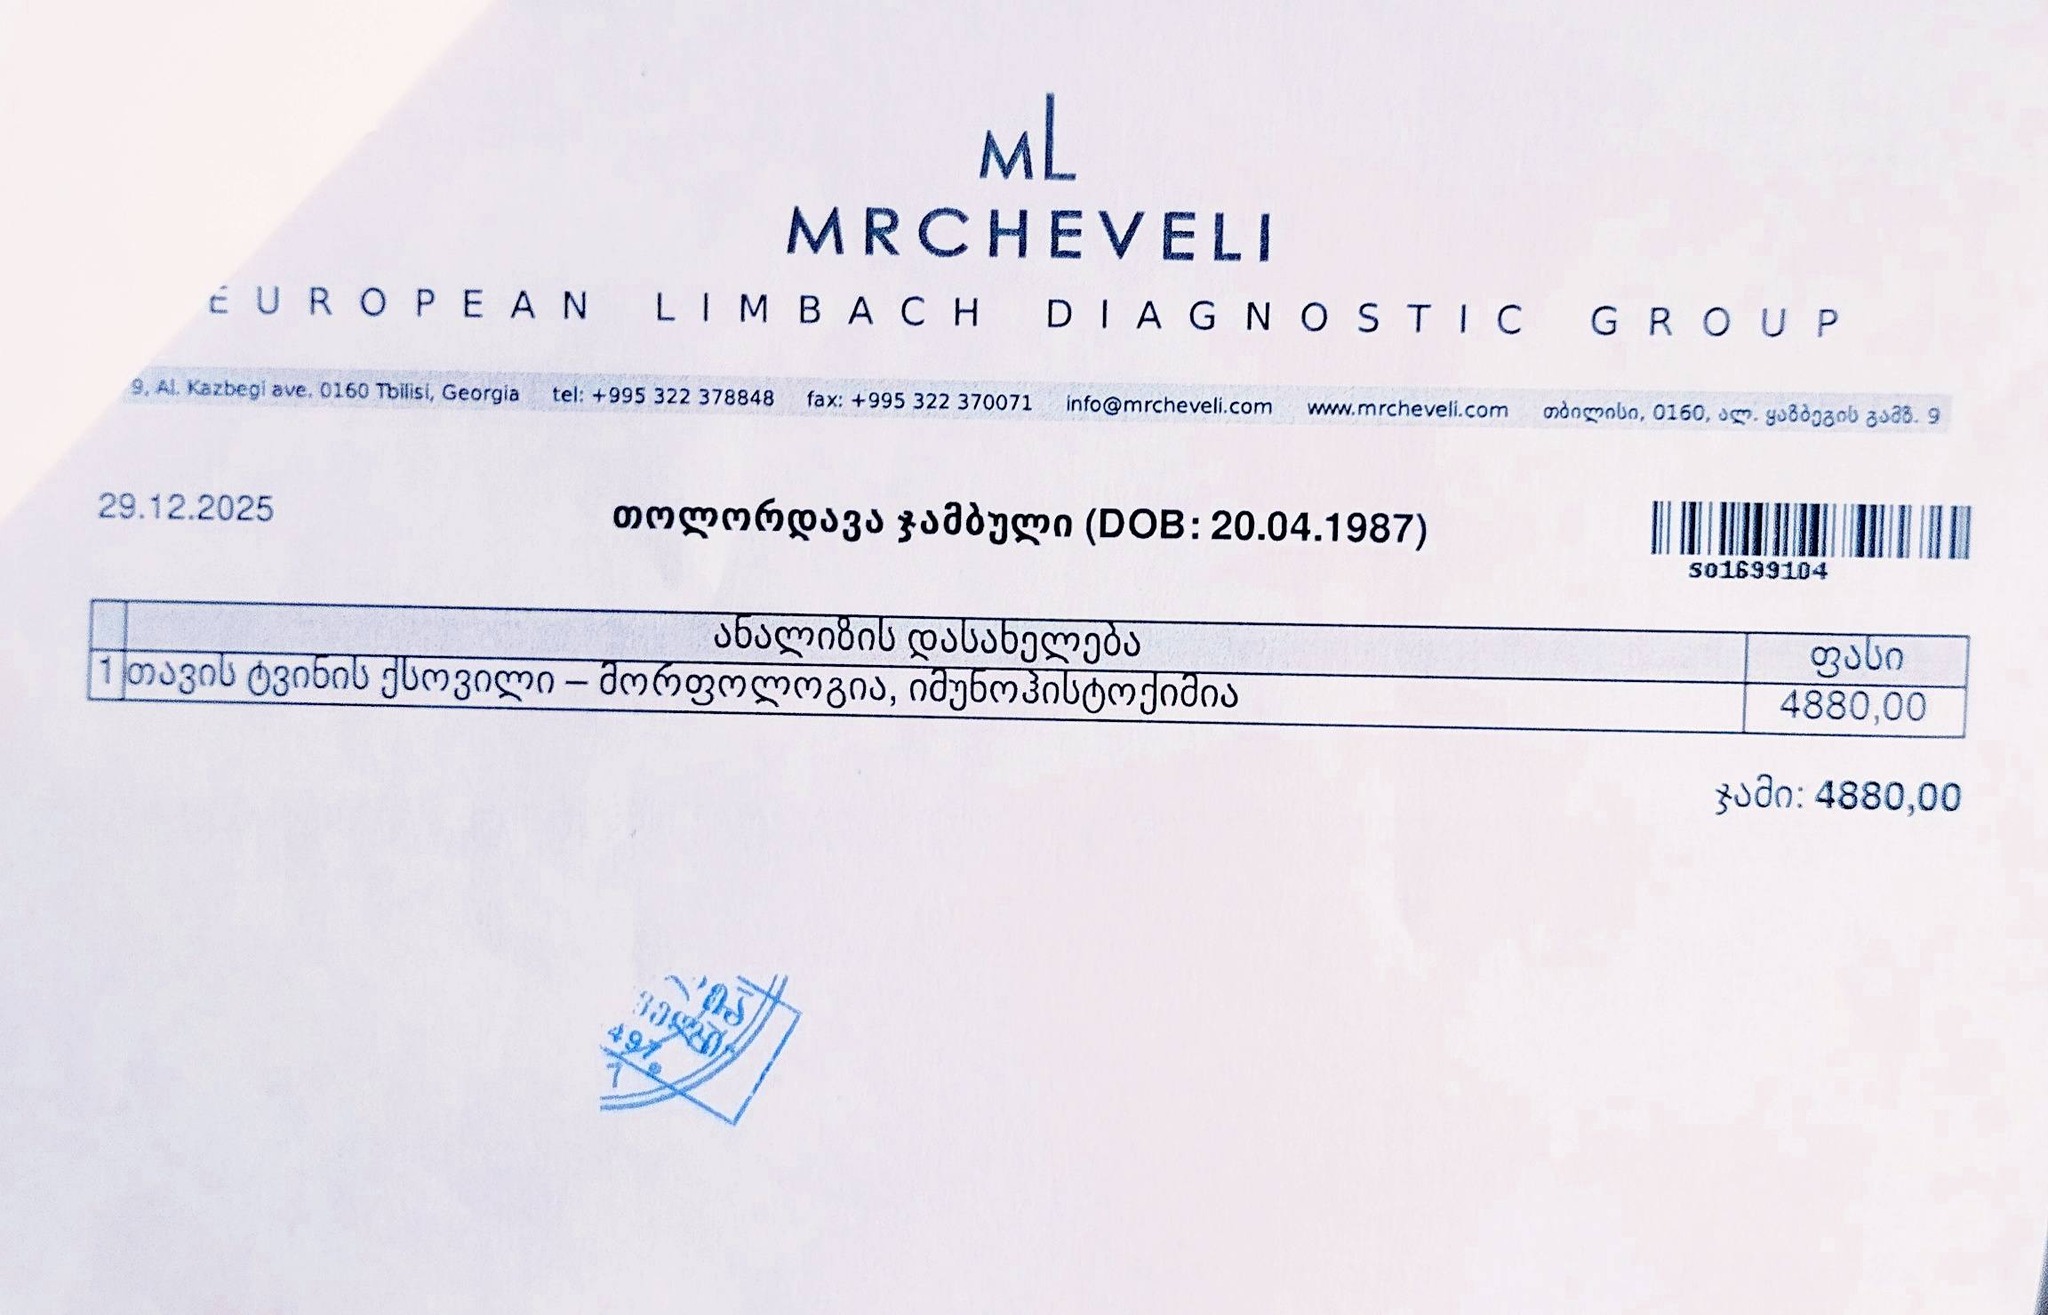 mL
MRCHEVELI
EUROPEAN LIMBACH DIAGNOSTIC GROUP
9, Al. Kazbegi ave. 0160 Tbilisi, Georgia tel: +995 322 378848 fax: +995 322 370071 info@mrcheveli.com www.mrcheveli.com თბილისი, 0160, ალ. ყაზბეგის გამზ. 9
29.12.2025 თოლორდავა ჯამბული (DOB: 20.04.1987)
S01699104
ანალიზის დასახელება ფასი
1 თავის ტვინის ქსოვილი – მორფოლოგია, იმუნოჰისტოქიმია 4880,00
ჯამი: 4880,00